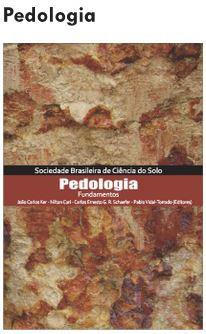 Pedologia
Sociedade Brasileira de Ciência do Solo
Pedologia
Fundamentos
João Carlos Ker - Nilton Curi - Carlos Ernesto G. R. Schaefer - Pablo Vidal-Torrado (Editores)